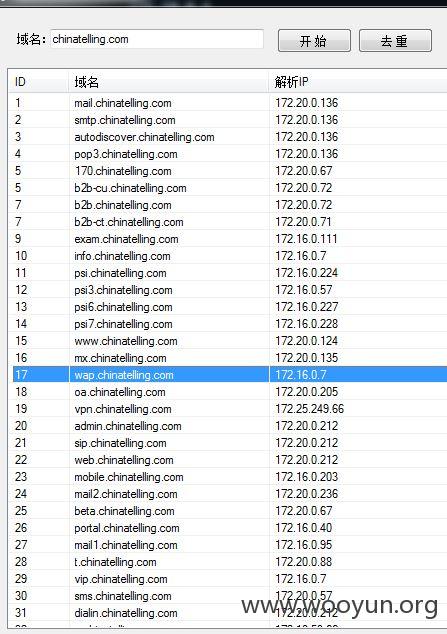 域名: chinatelling.com 开始 去重
ID 域名 解析IP
1 mail.chinatelling.com 172.20.0.136
2 smtp.chinatelling.com 172.20.0.136
3 autodiscover.chinatelling.com 172.20.0.136
4 pop3.chinatelling.com 172.20.0.136
5 170.chinatelling.com 172.20.0.67
5 b2b-cu.chinatelling.com 172.20.0.72
7 b2b.chinatelling.com 172.20.0.72
7 b2b-ct.chinatelling.com 172.20.0.71
9 exam.chinatelling.com 172.16.0.111
10 info.chinatelling.com 172.16.0.7
11 psi.chinatelling.com 172.16.0.224
12 psi3.chinatelling.com 172.16.0.57
13 psi6.chinatelling.com 172.16.0.227
14 psi7.chinatelling.com 172.16.0.228
15 www.chinatelling.com 172.20.0.124
16 mx.chinatelling.com 172.20.0.135
17 wap.chinatelling.com 172.16.0.7
18 oa.chinatelling.com 172.20.0.205
19 vpn.chinatelling.com 172.25.249.66
20 admin.chinatelling.com 172.20.0.212
21 sip.chinatelling.com 172.20.0.212
22 web.chinatelling.com 172.20.0.212
23 mobile.chinatelling.com 172.16.0.203
24 mail2.chinatelling.com 172.20.0.236
25 beta.chinatelling.com 172.20.0.67
26 portal.chinatelling.com 172.16.0.40
27 mail1.chinatelling.com 172.16.0.95
28 t.chinatelling.com 172.20.0.88
29 vip.chinatelling.com 172.16.0.7
30 sms.chinatelling.com 172.20.0.57
31 dialin.chinatelling.com 172.20.0.212
www.wooyun.org